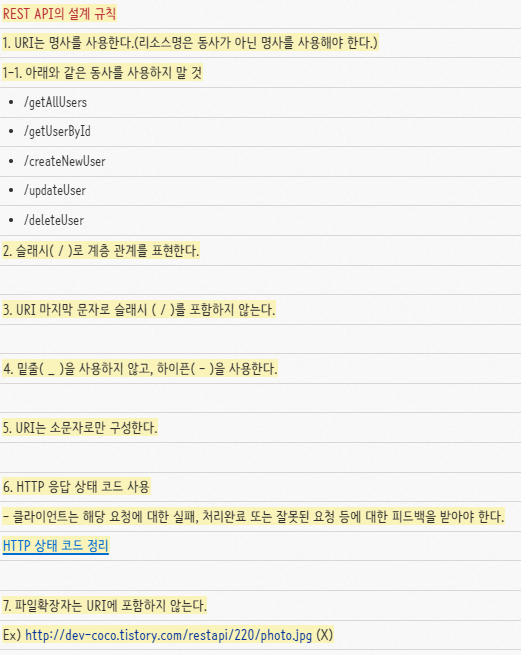 REST API의 설계 규칙
1. URI는 명사를 사용한다.(리소스명은 동사가 아닌 명사를 사용해야 한다.)
1-1. 아래와 같은 동사를 사용하지 말 것
• /getAllUsers
• /getUserById
• /createNewUser
• /updateUser
• /deleteUser
2. 슬래시( / )로 계층 관계를 표현한다.
3. URI 마지막 문자로 슬래시 ( / )를 포함하지 않는다.
4. 밑줄( _ )을 사용하지 않고, 하이픈( - )을 사용한다.
5. URI는 소문자로만 구성한다.
6. HTTP 응답 상태 코드 사용
- 클라이언트는 해당 요청에 대한 실패, 처리완료 또는 잘못된 요청 등에 대한 피드백을 받아야 한다.
HTTP 상태 코드 정리
7. 파일확장자는 URI에 포함하지 않는다.
Ex) http://dev-coco.tistory.com/restapi/220/photo.jpg (X)